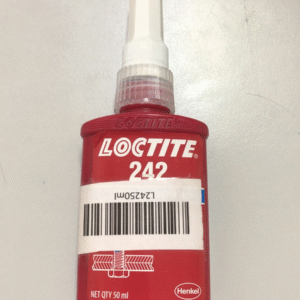 LOCTITE®
242
L24250ml
NET QTY 50 ml
Henkel